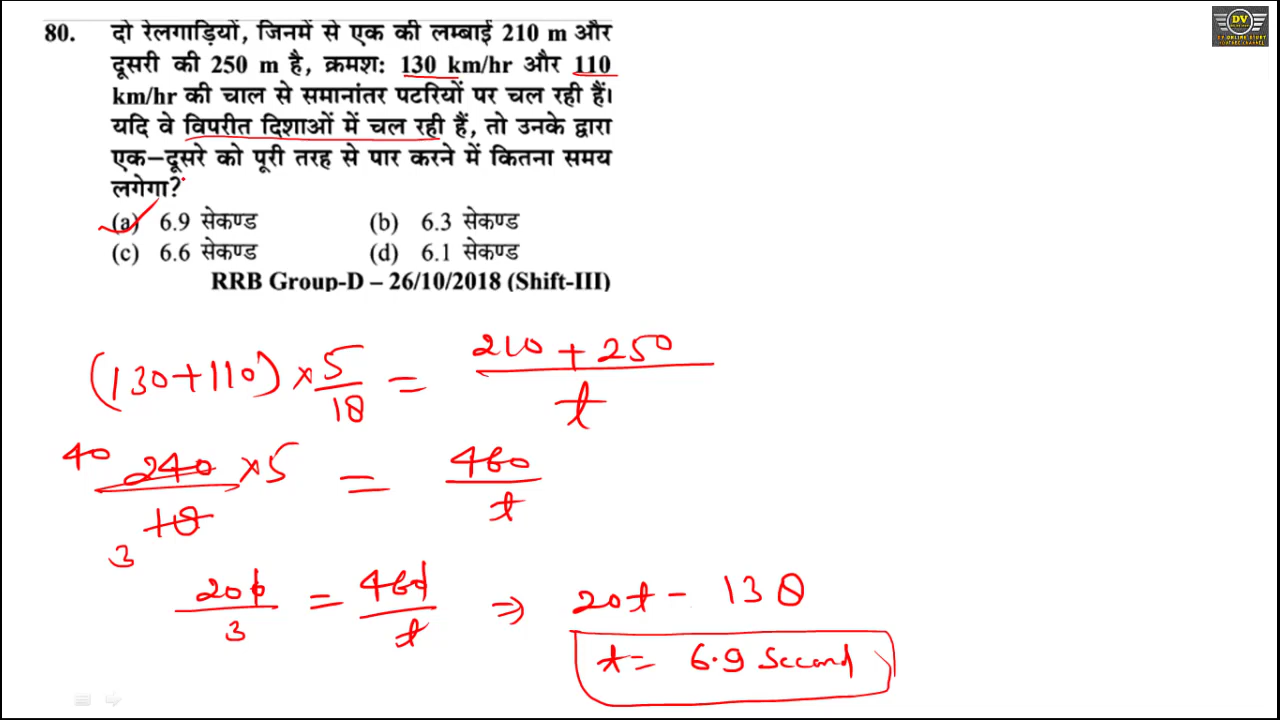 80. दो रेलगाड़ियों, जिनमें से एक की लम्बाई 210 m और
दूसरी की 250 m है, क्रमश: 130 km/hr और 110
km/hr की चाल से समानांतर पटरियों पर चल रही हैं।
यदि वे विपरीत दिशाओं में चल रही हैं, तो उनके द्वारा
एक–दूसरे को पूरी तरह से पार करने में कितना समय
लगेगा?
(a) 6.9 सेकण्ड (b) 6.3 सेकण्ड
(c) 6.6 सेकण्ड (d) 6.1 सेकण्ड
RRB Group-D – 26/10/2018 (Shift-III)
DV
(130+110) × 5/18 = 210 + 250/t
40 240 × 5 / 18 3 = 460/t
200/3 = 460/t ⇒ 20t - 138
t = 6.9 Second